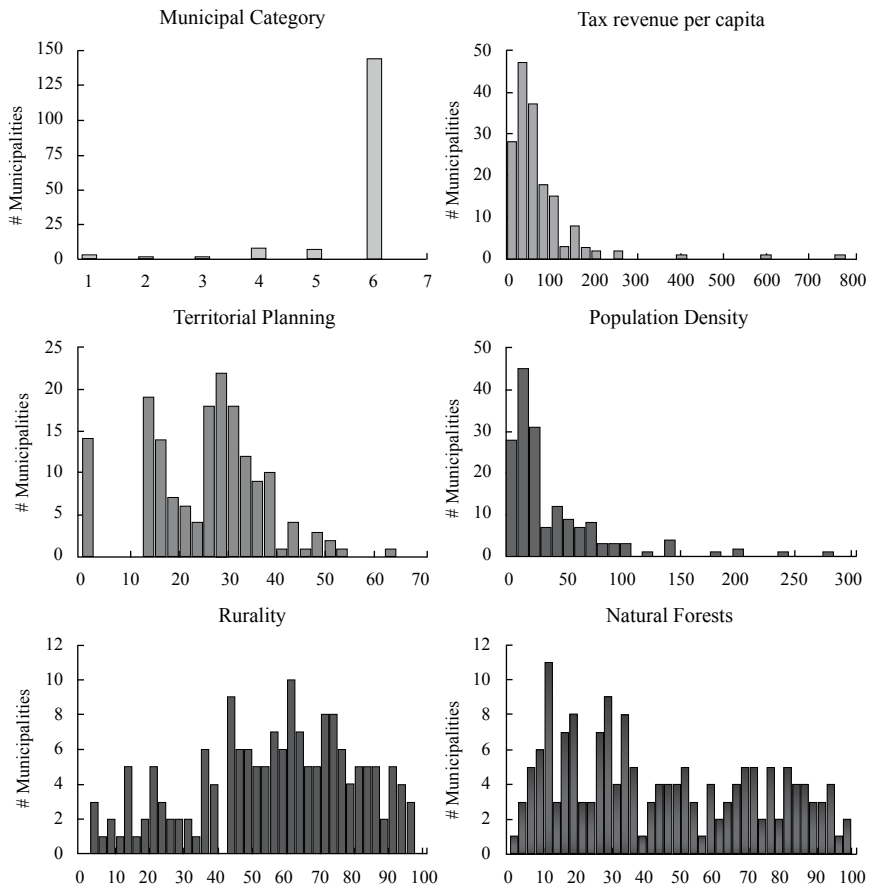 Municipal Category
150
125
100
75
50
25
0
# Municipalities
1 2 3 4 5 6 7
Tax revenue per capita
50
40
30
20
10
0
# Municipalities
0 100 200 300 400 500 600 700 800
Territorial Planning
25
20
15
10
5
0
# Municipalities
0 10 20 30 40 50 60 70
Population Density
50
40
30
20
10
0
# Municipalities
0 50 100 150 200 250 300
Rurality
12
10
8
6
4
2
0
# Municipalities
0 10 20 30 40 50 60 70 80 90 100
Natural Forests
12
10
8
6
4
2
0
# Municipalities
0 10 20 30 40 50 60 70 80 90 100